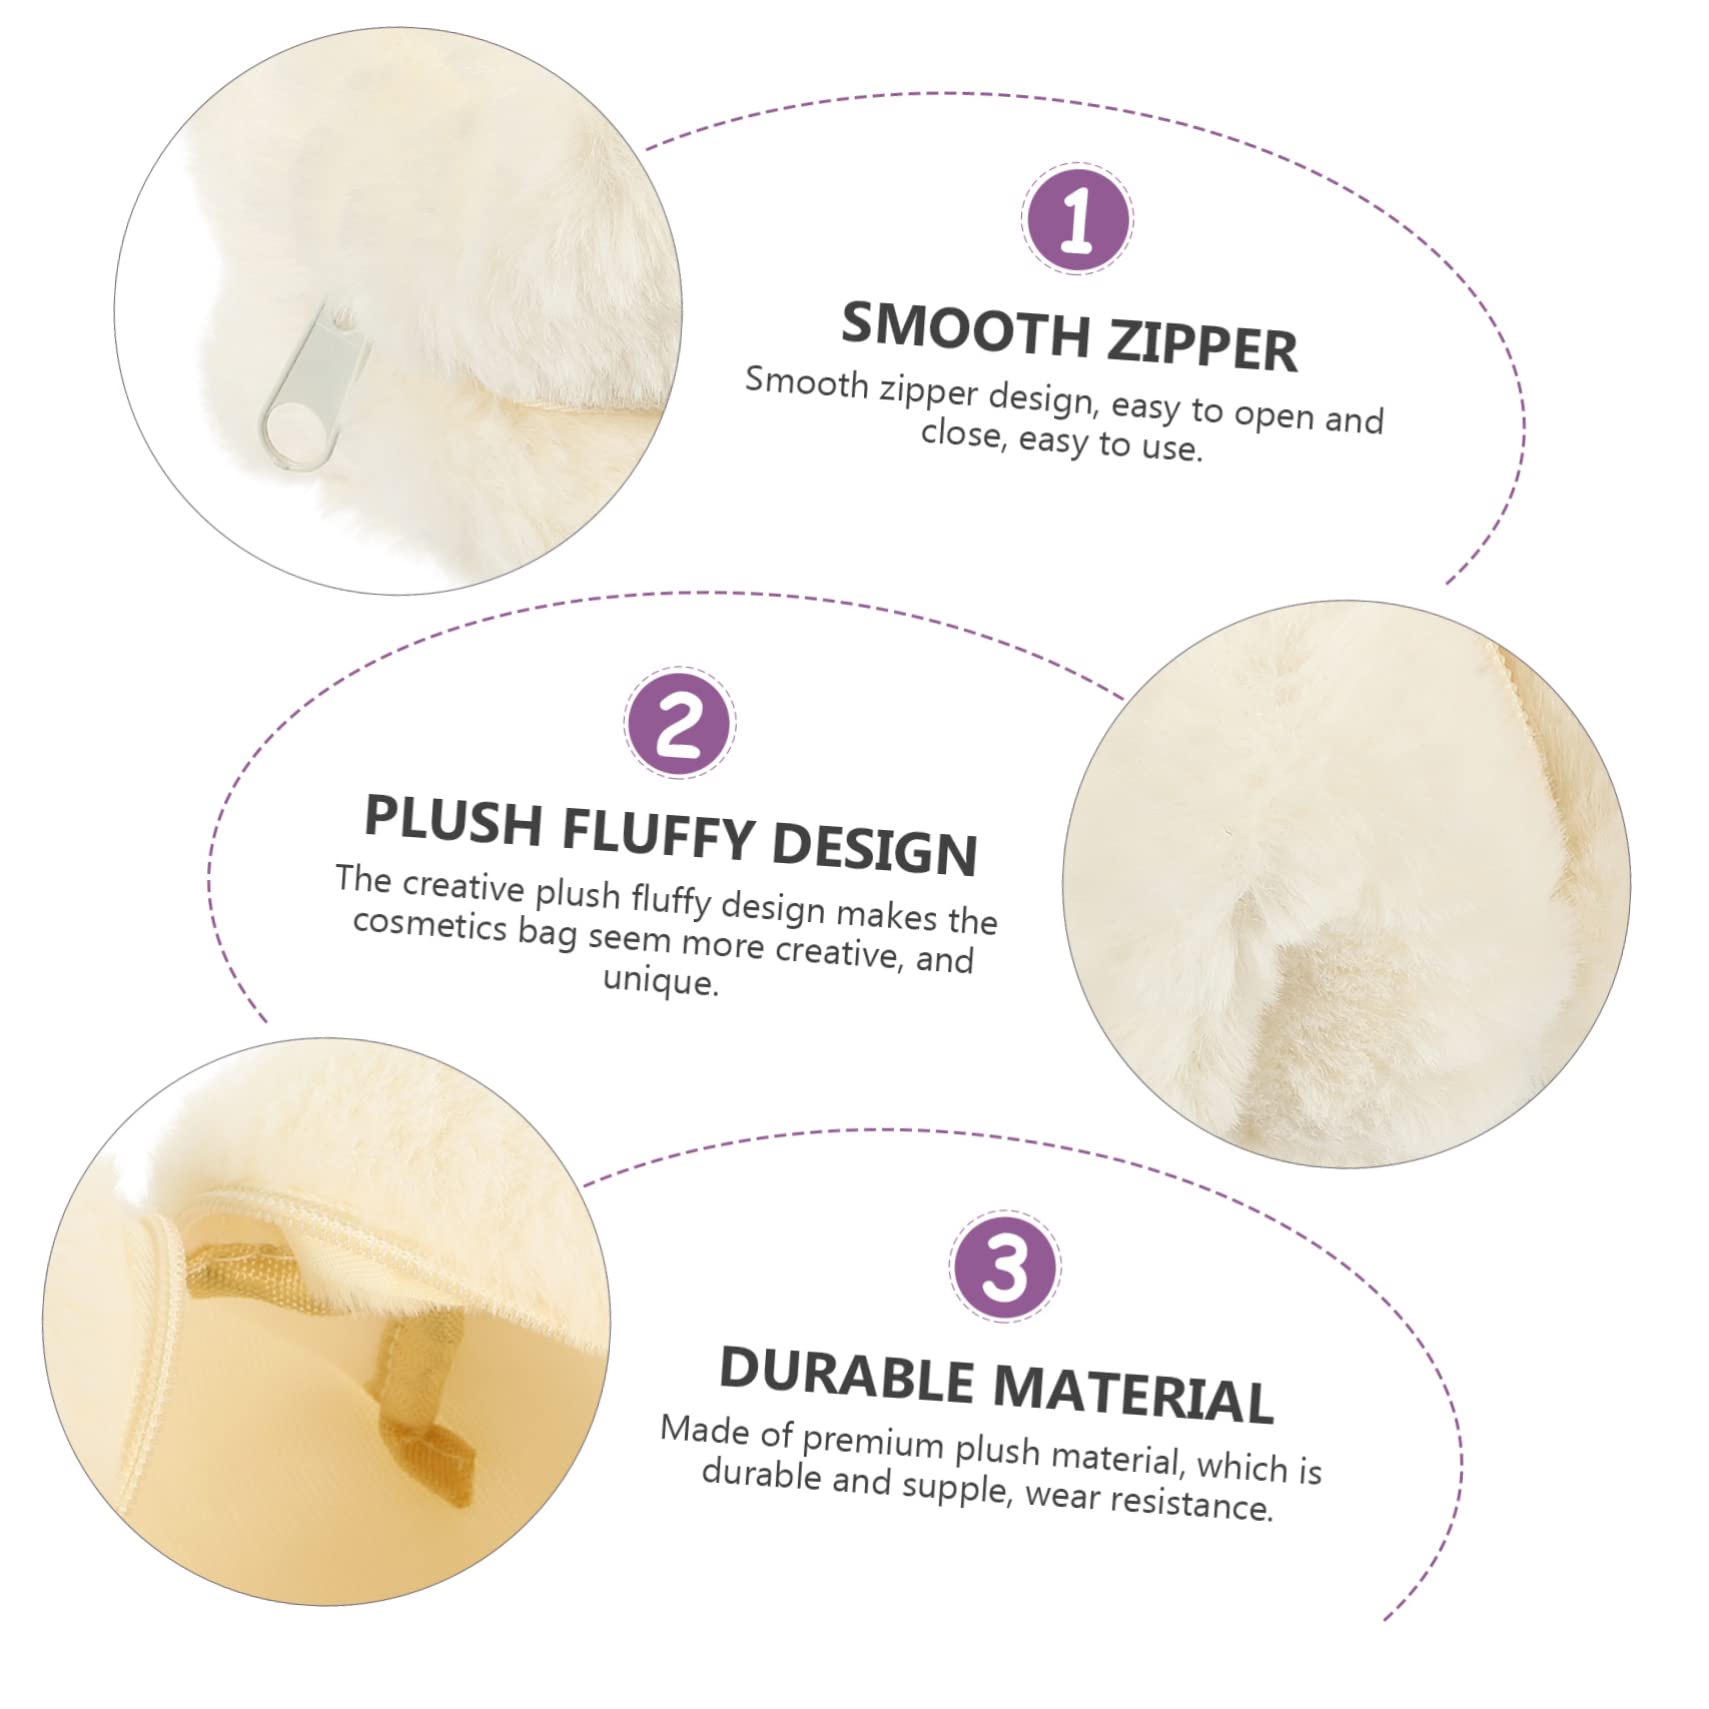 1
SMOOTH ZIPPER
Smooth zipper design, easy to open and
close, easy to use.
2
PLUSH FLUFFY DESIGN
The creative plush fluffy design makes the
cosmetics bag seem more creative, and
unique.
3
DURABLE MATERIAL
Made of premium plush material, which is
durable and supple, wear resistance.